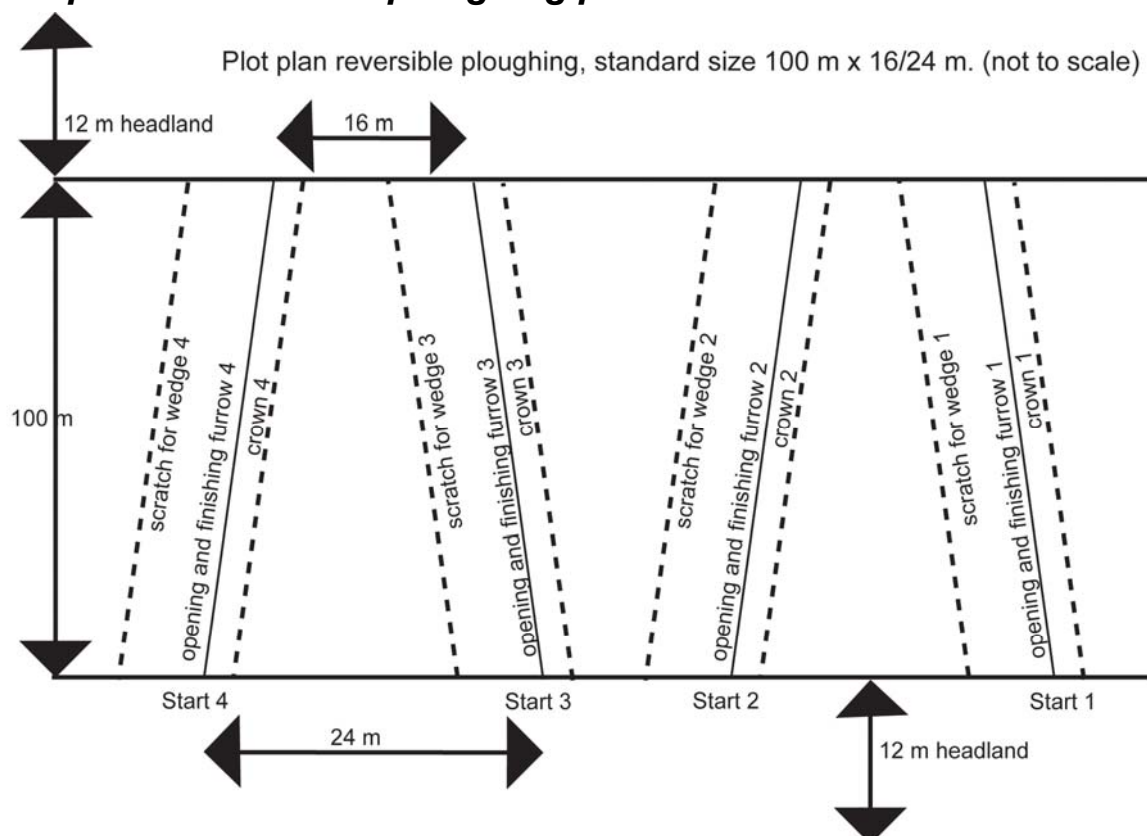 Plot plan reversible ploughing, standard size 100 m x 16/24 m. (not to scale)
12 m headland
16 m
100 m
scratch for wedge 4
opening and finishing furrow 4
crown 4
scratch for wedge 3
opening and finishing furrow 3
crown 3
scratch for wedge 2
opening and finishing furrow 2
crown 2
scratch for wedge 1
opening and finishing furrow 1
crown 1
Start 4
Start 3
Start 2
Start 1
24 m
12 m headland